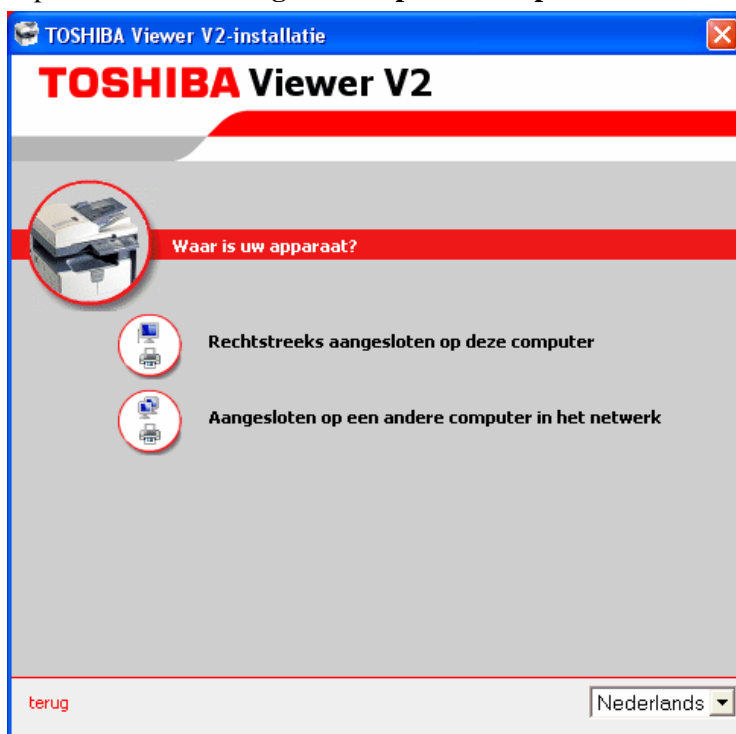 TOSHIBA Viewer V2-installatie
TOSHIBA Viewer V2
Waar is uw apparaat?
Rechtstreeks aangesloten op deze computer
Aangesloten op een andere computer in het netwerk
terug
Nederlands